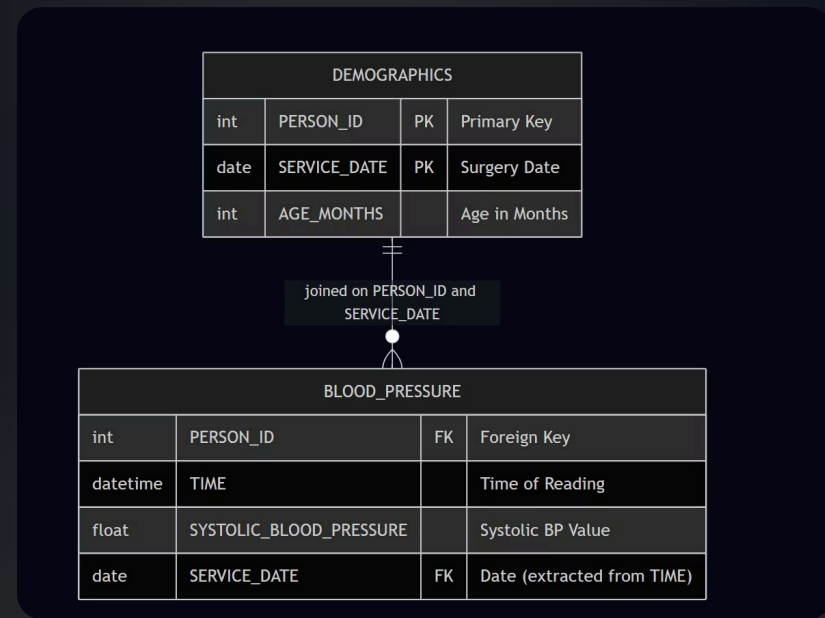 DEMOGRAPHICS
int PERSON_ID PK Primary Key
date SERVICE_DATE PK Surgery Date
int AGE_MONTHS Age in Months
joined on PERSON_ID and
SERVICE_DATE
BLOOD_PRESSURE
int PERSON_ID FK Foreign Key
datetime TIME Time of Reading
float SYSTOLIC_BLOOD_PRESSURE Systolic BP Value
date SERVICE_DATE FK Date (extracted from TIME)